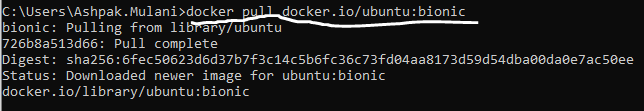 C:\Users\Ashpak.Mulani>docker pull docker.io/ubuntu:bionic
bionic: Pulling from library/ubuntu
726b8a513d66: Pull complete
Digest: sha256:6fec50623d6d37b7f3c14c5b6fc36c73fd04aa8173d59d54dba00da0e7ac50ee
Status: Downloaded newer image for ubuntu:bionic
docker.io/library/ubuntu:bionic